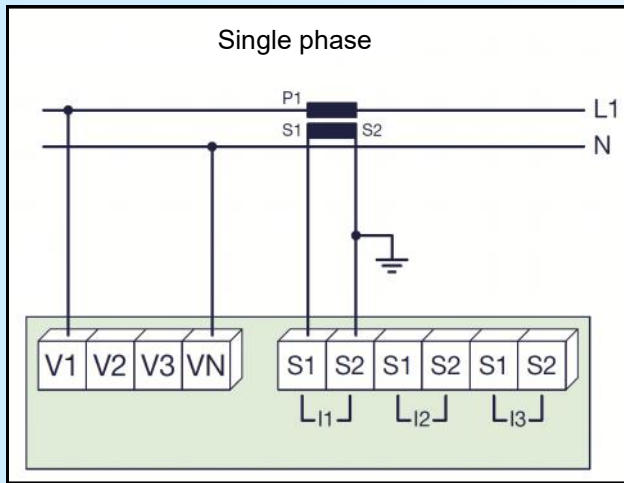 Single phase
P1
L1
S1 S2
N
V1 V2 V3 VN S1 S2 S1 S2 S1 S2
I1 I2 I3